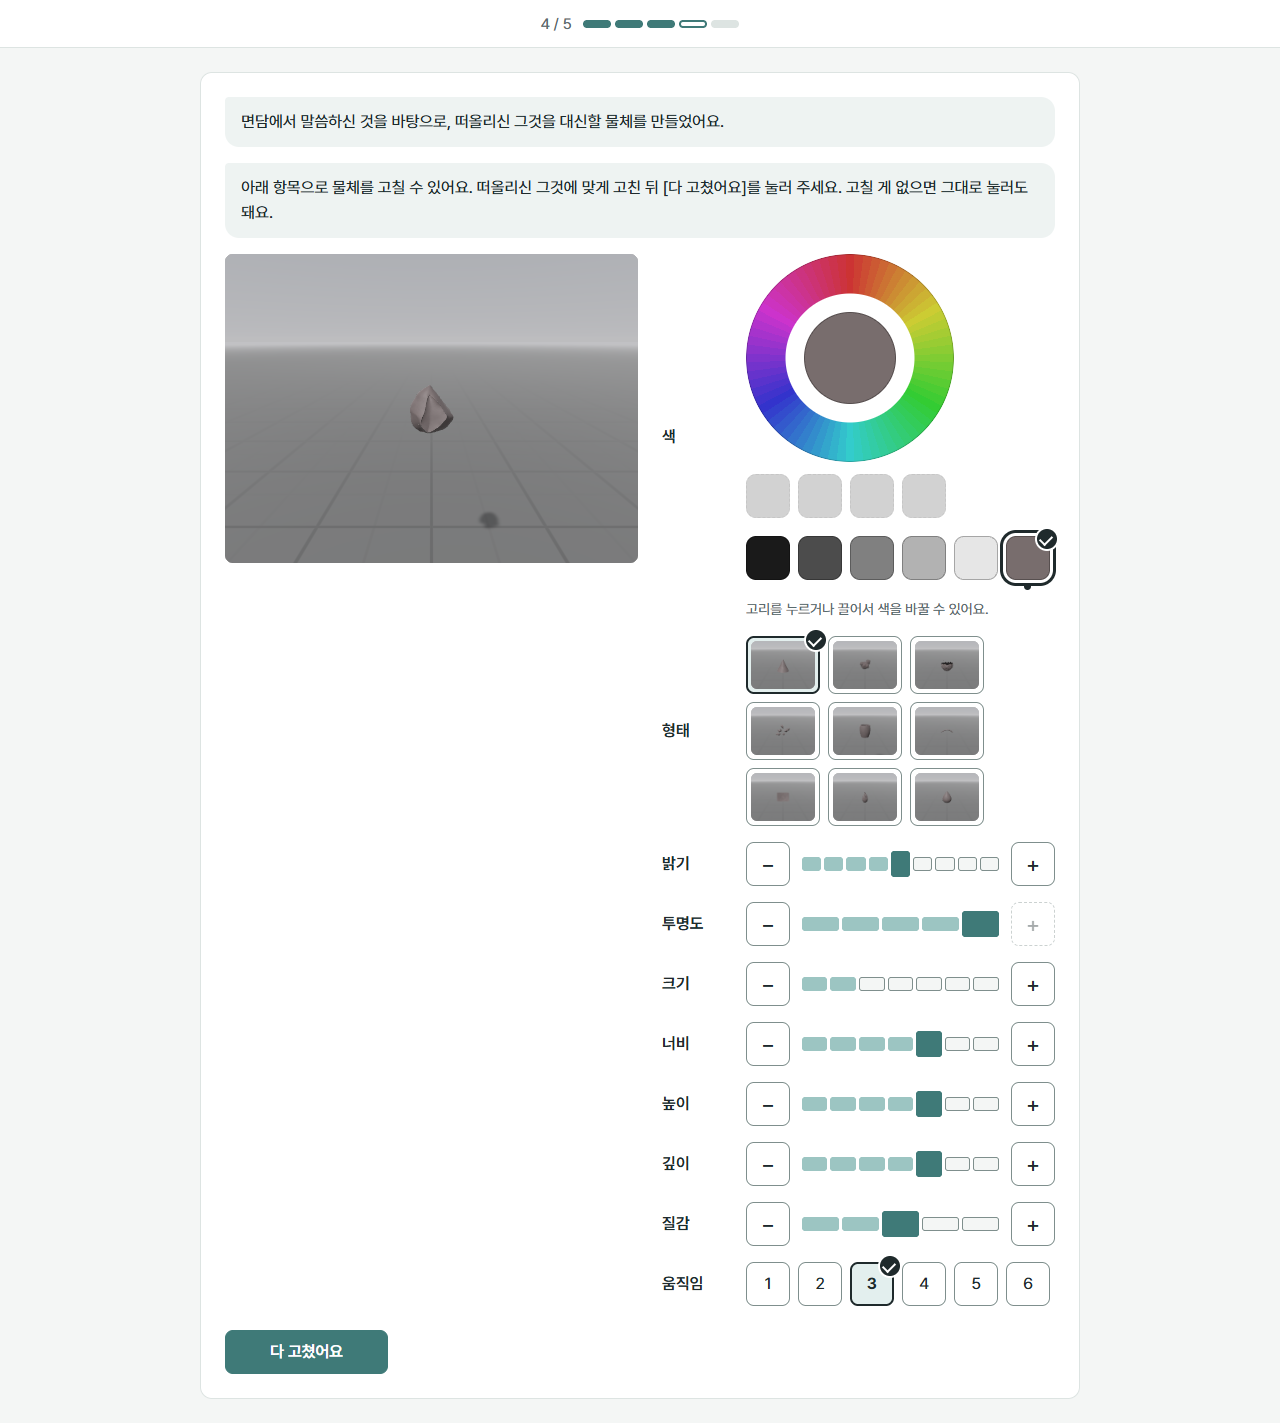 4 / 5
면담에서 말씀하신 것을 바탕으로, 떠올리신 그것을 대신할 물체를 만들었어요.
아래 항목으로 물체를 고칠 수 있어요. 떠올리신 그것에 맞게 고친 뒤 [다 고쳤어요]를 눌러 주세요. 고칠 게 없으면 그대로 눌러도
돼요.
색
고리를 누르거나 끌어서 색을 바꿀 수 있어요.
형태
밝기
− +
투명도
− +
크기
− +
너비
− +
높이
− +
깊이
− +
질감
− +
움직임
1 2 3 4 5 6
다 고쳤어요